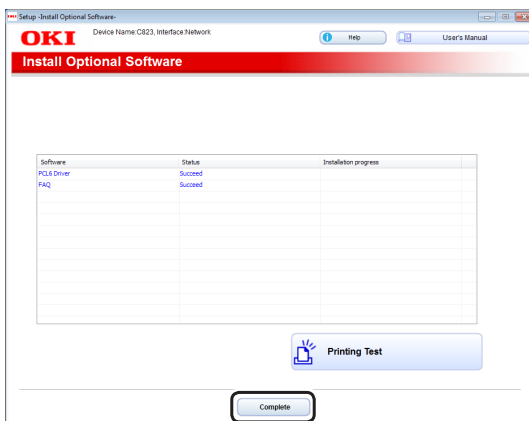 Setup -Install Optional Software-
OKI Device Name:C823, Interface:Network Help User's Manual
Install Optional Software
Software Status Installation progress
PCL6 Driver Succeed
FAQ Succeed
Printing Test
Complete